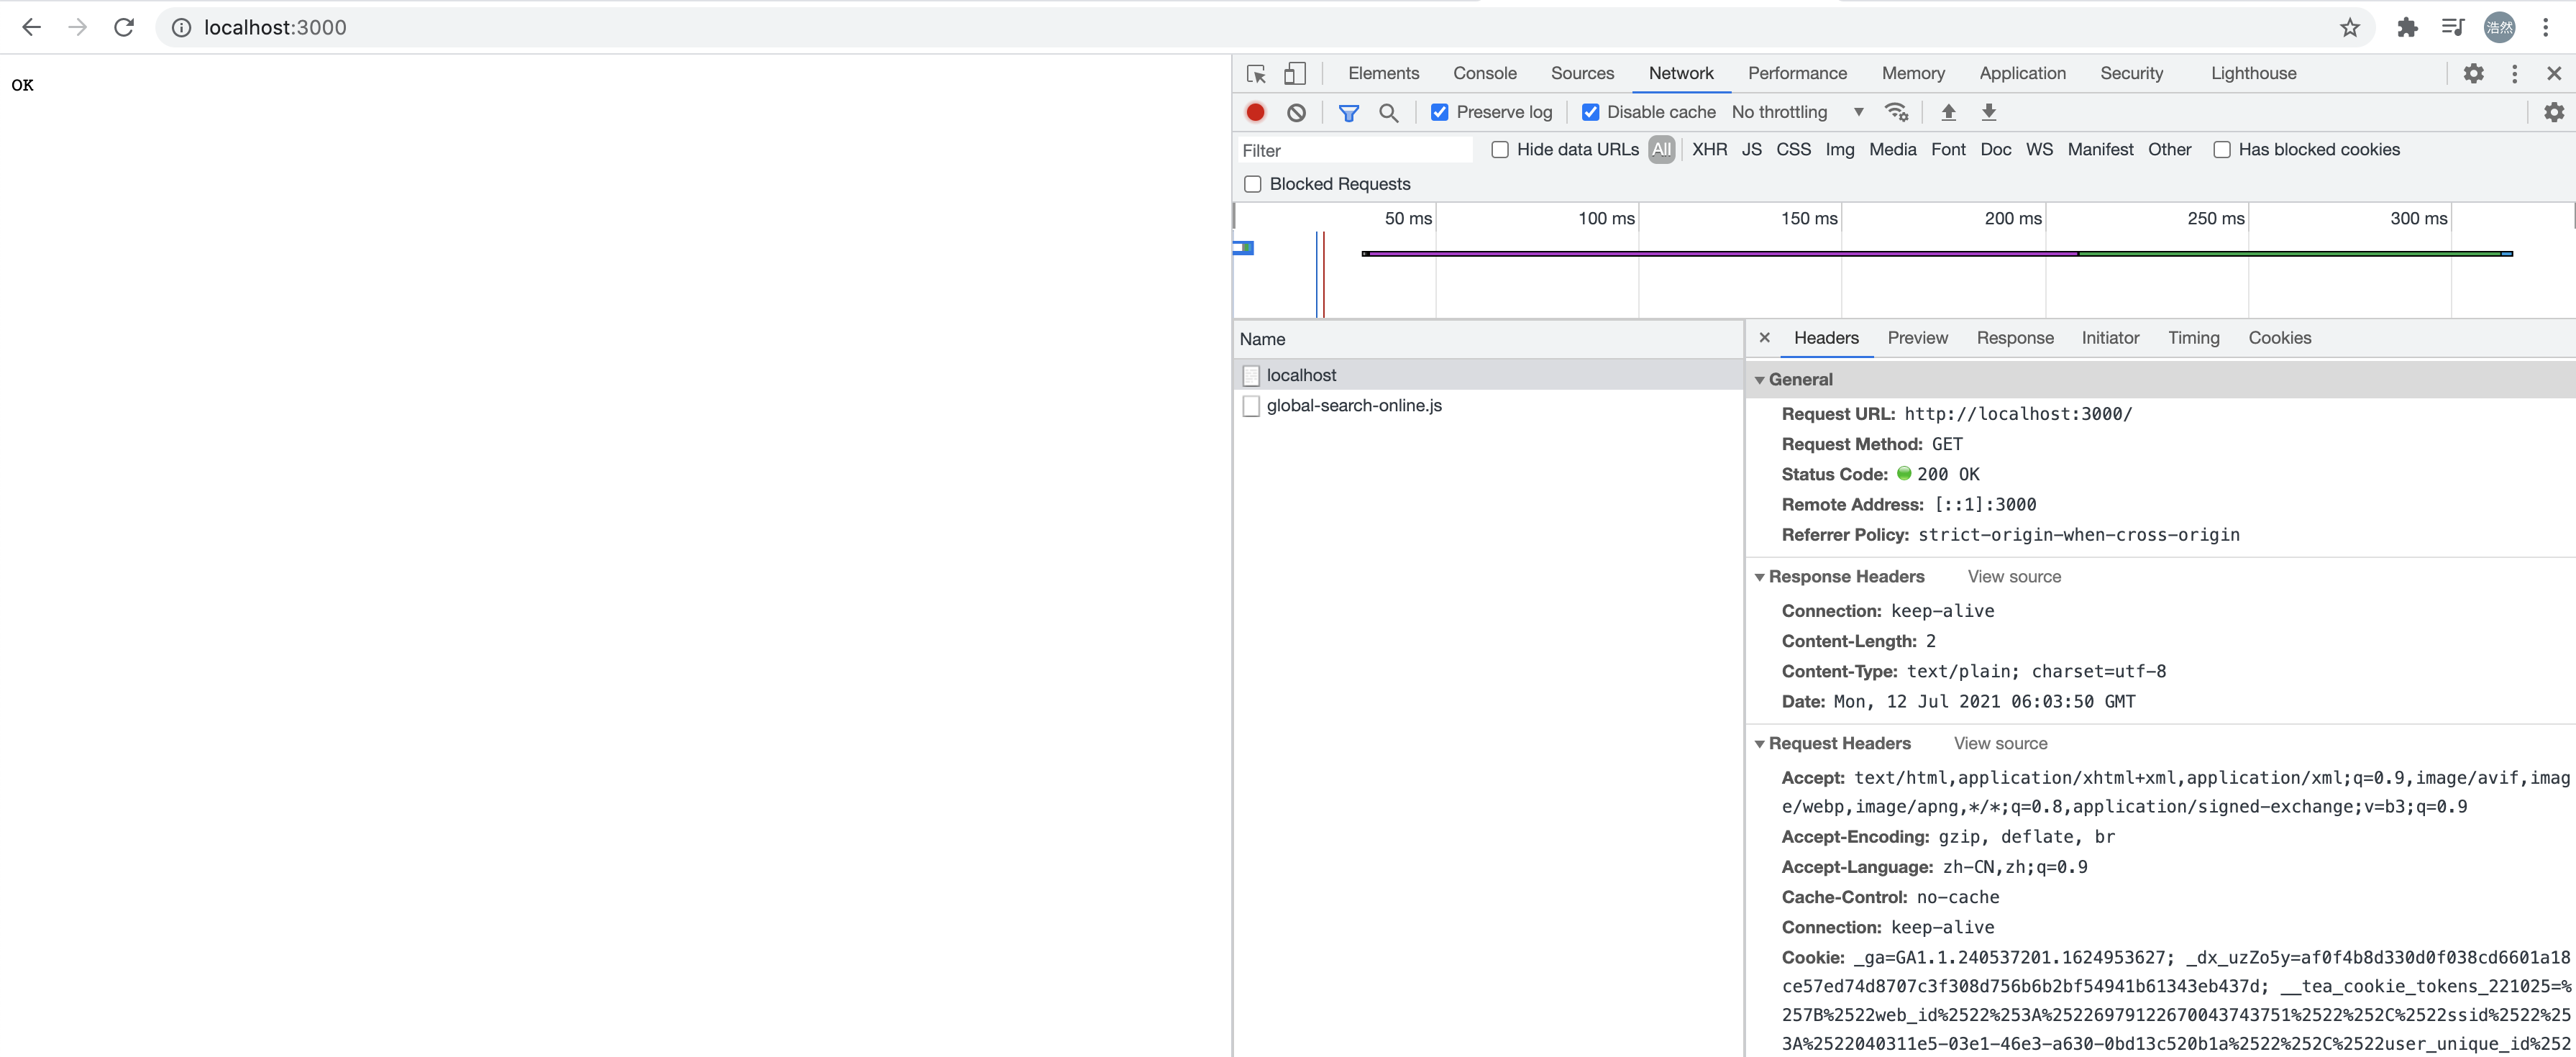 localhost:3000
浩然
OK
Elements Console Sources Network Performance Memory Application Security Lighthouse
Preserve log Disable cache No throttling
Filter Hide data URLs All XHR JS CSS Img Media Font Doc WS Manifest Other Has blocked cookies
Blocked Requests
50 ms 100 ms 150 ms 200 ms 250 ms 300 ms
Name
localhost
global-search-online.js
Headers Preview Response Initiator Timing Cookies
General
Request URL: http://localhost:3000/
Request Method: GET
Status Code: 200 OK
Remote Address: [::1]:3000
Referrer Policy: strict-origin-when-cross-origin
Response Headers View source
Connection: keep-alive
Content-Length: 2
Content-Type: text/plain; charset=utf-8
Date: Mon, 12 Jul 2021 06:03:50 GMT
Request Headers View source
Accept: text/html,application/xhtml+xml,application/xml;q=0.9,image/avif,imag
e/webp,image/apng,*/*;q=0.8,application/signed-exchange;v=b3;q=0.9
Accept-Encoding: gzip, deflate, br
Accept-Language: zh-CN,zh;q=0.9
Cache-Control: no-cache
Connection: keep-alive
Cookie: _ga=GA1.1.240537201.1624953627; _dx_uzZo5y=af0f4b8d330d0f038cd6601a18
ce57ed74d8707c3f308d756b6b2bf54941b61343eb437d; __tea_cookie_tokens_221025=%
257B%2522web_id%2522%253A%25226979122670043743751%2522%252C%2522ssid%2522%25
3A%2522040311e5-03e1-46e3-a630-0bd13c520b1a%2522%252C%2522user_unique_id%252